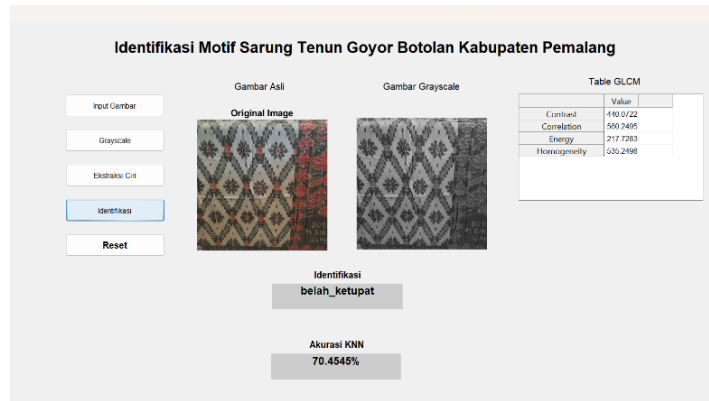 Identifikasi Motif Sarung Tenun Goyor Botolan Kabupaten Pemalang
Input Gambar
Grayscale
Ekstraksi Ciri
Identifikasi
Reset
Gambar Asli
Original Image
Gambar Grayscale
Table GLCM
Value
Contrast 440.0722
Correlation 560.2495
Energy 217.7283
Homogeneity 535.2498
Identifikasi
belah_ketupat
Akurasi KNN
70.4545%